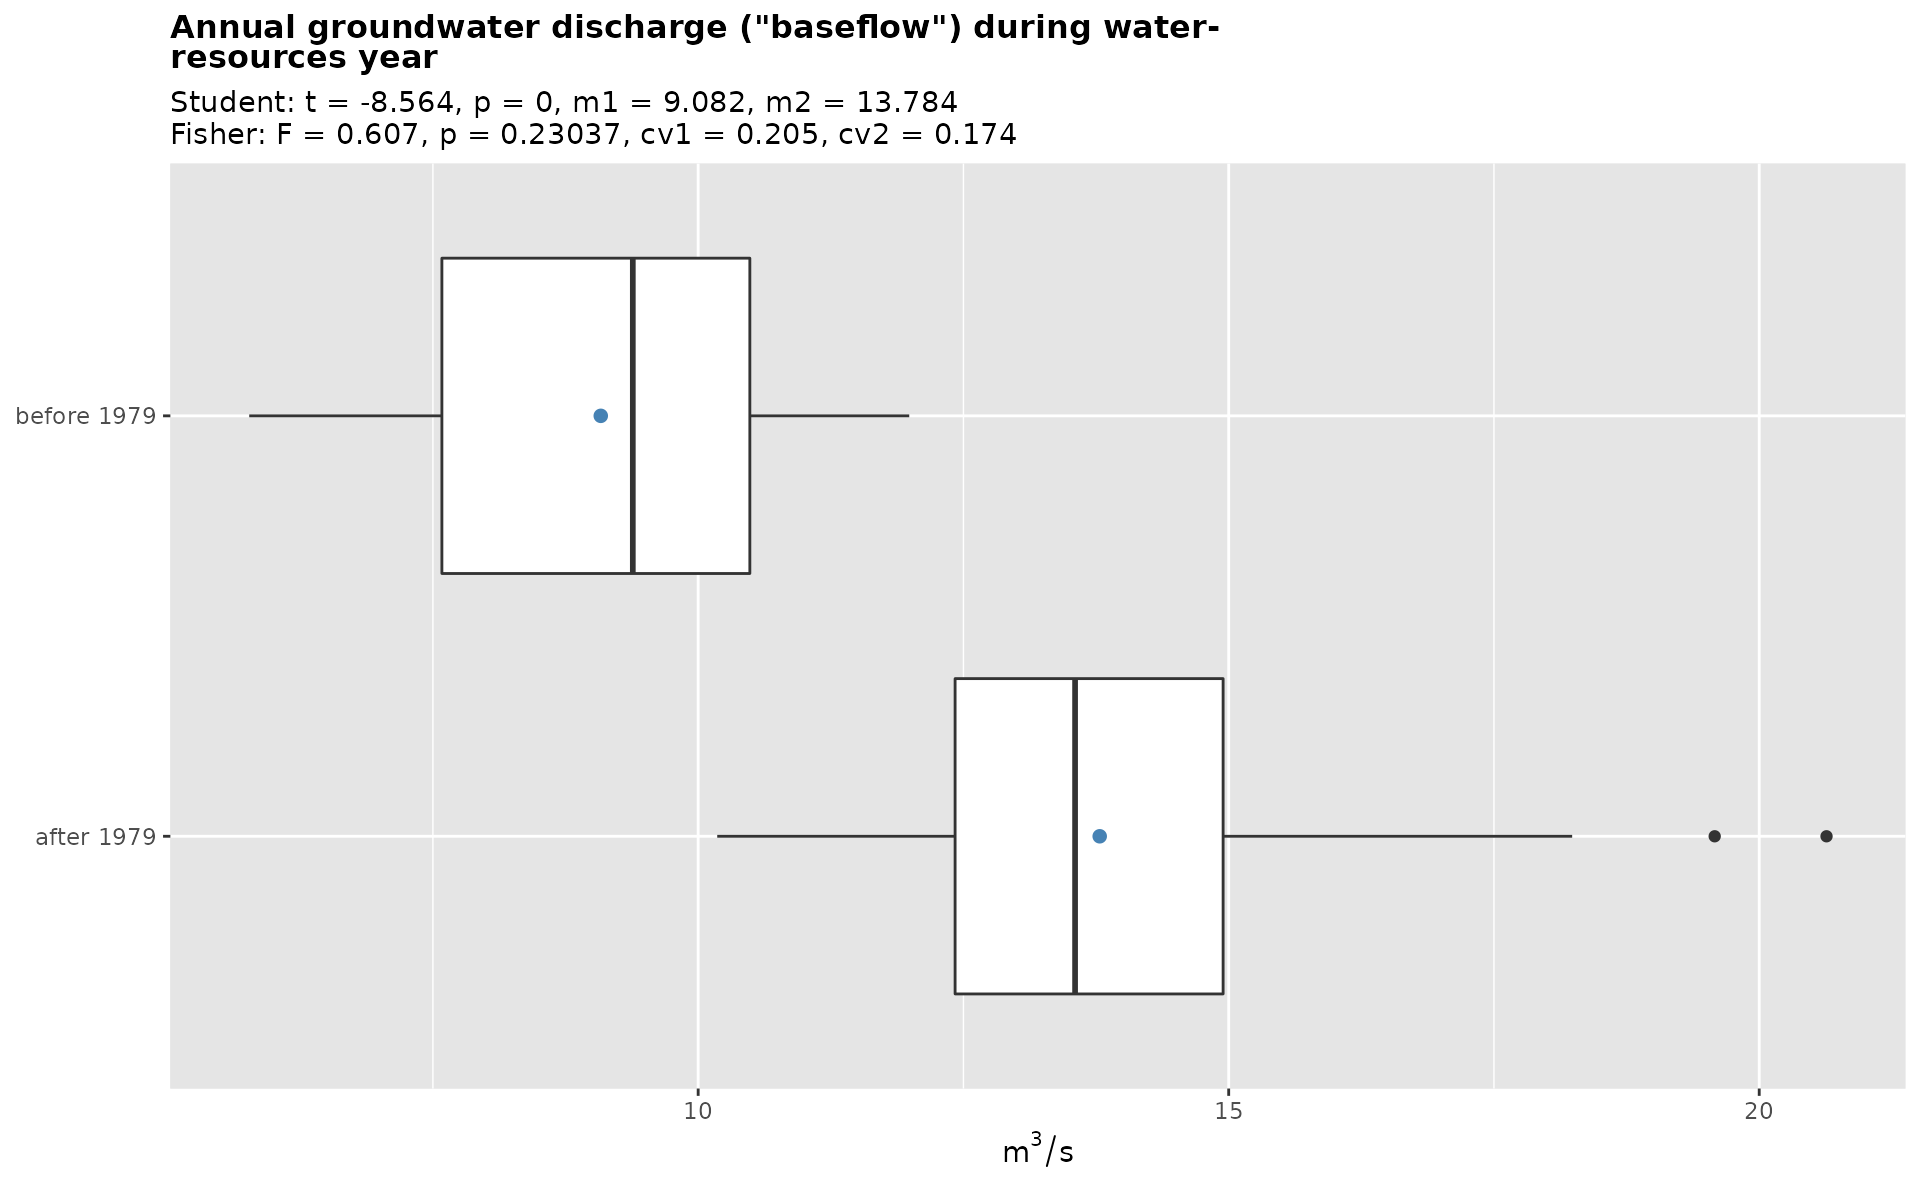 Annual groundwater discharge ("baseflow") during water-
resources year
Student: t = -8.564, p = 0, m1 = 9.082, m2 = 13.784
Fisher: F = 0.607, p = 0.23037, cv1 = 0.205, cv2 = 0.174
before 1979
after 1979
10 15 20
m³/s